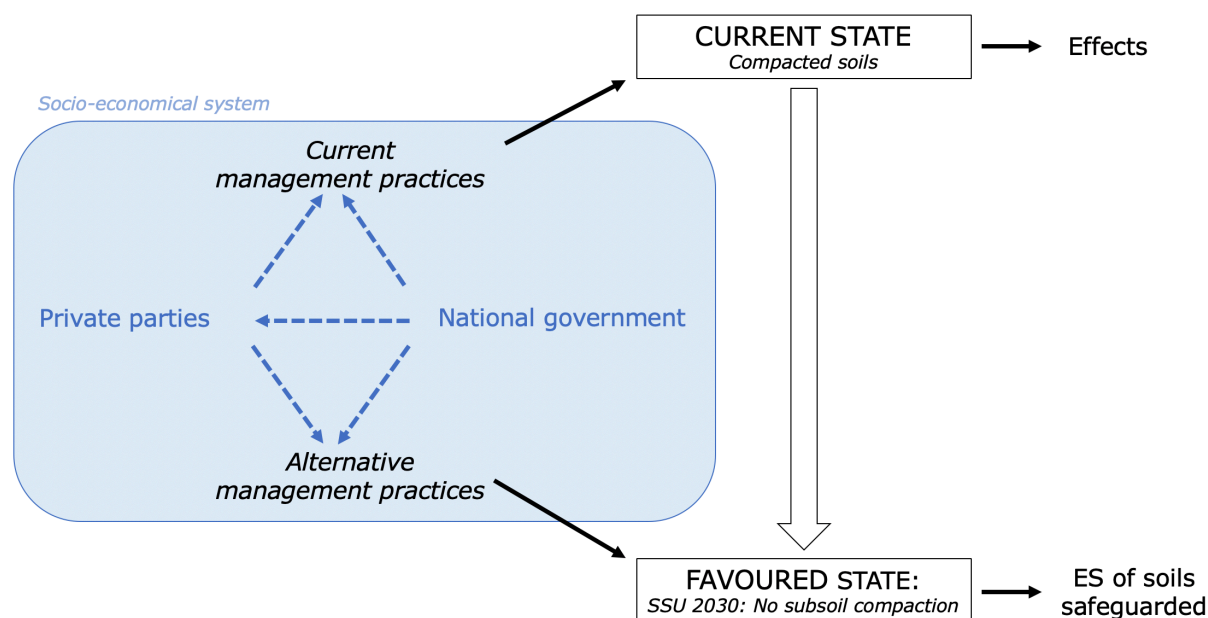 CURRENT STATE
Compacted soils
Effects
Socio-economical system
Current
management practices
Private parties
National government
Alternative
management practices
FAVOURED STATE:
SSU 2030: No subsoil compaction
ES of soils
safeguarded